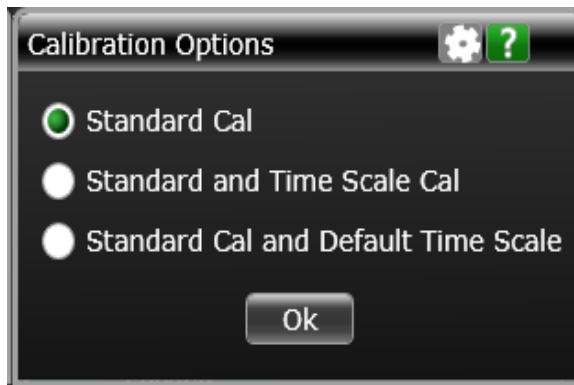 Calibration Options ?
Standard Cal
Standard and Time Scale Cal
Standard Cal and Default Time Scale
Ok